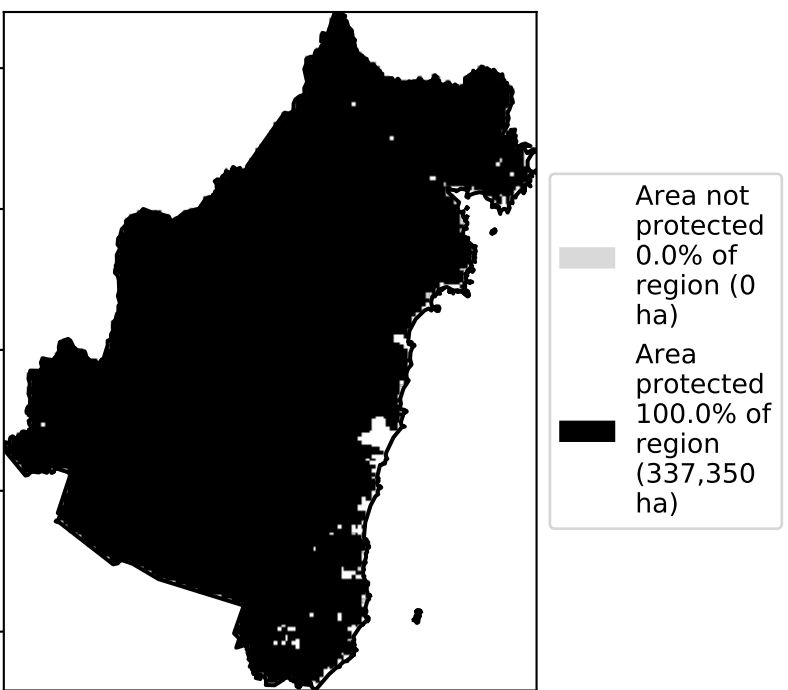 Area not
protected
0.0% of
region (0
ha)
Area
protected
100.0% of
region
(337,350
ha)